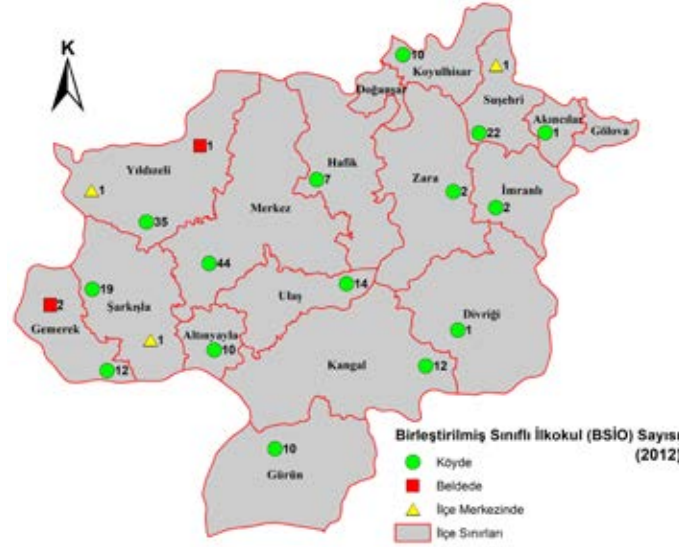 K
10
Koyulhisar
1
Doğanşar
Suşehri
Akıncılar
Gölova
22
1
1
Yıldızeli
Hafik
7
Zara
2
İmranlı
2
1
35
Merkez
44
19
Şarkışla
2
Gemerek
1
12
Ulaş
14
Altınyayla
10
Divriği
1
Kangal
12
10
Gürün
Birleştirilmiş Sınıflı İlkokul (BSİO) Sayısı
(2012)
Köyde
Beldede
İlçe Merkezinde
İlçe Sınırları